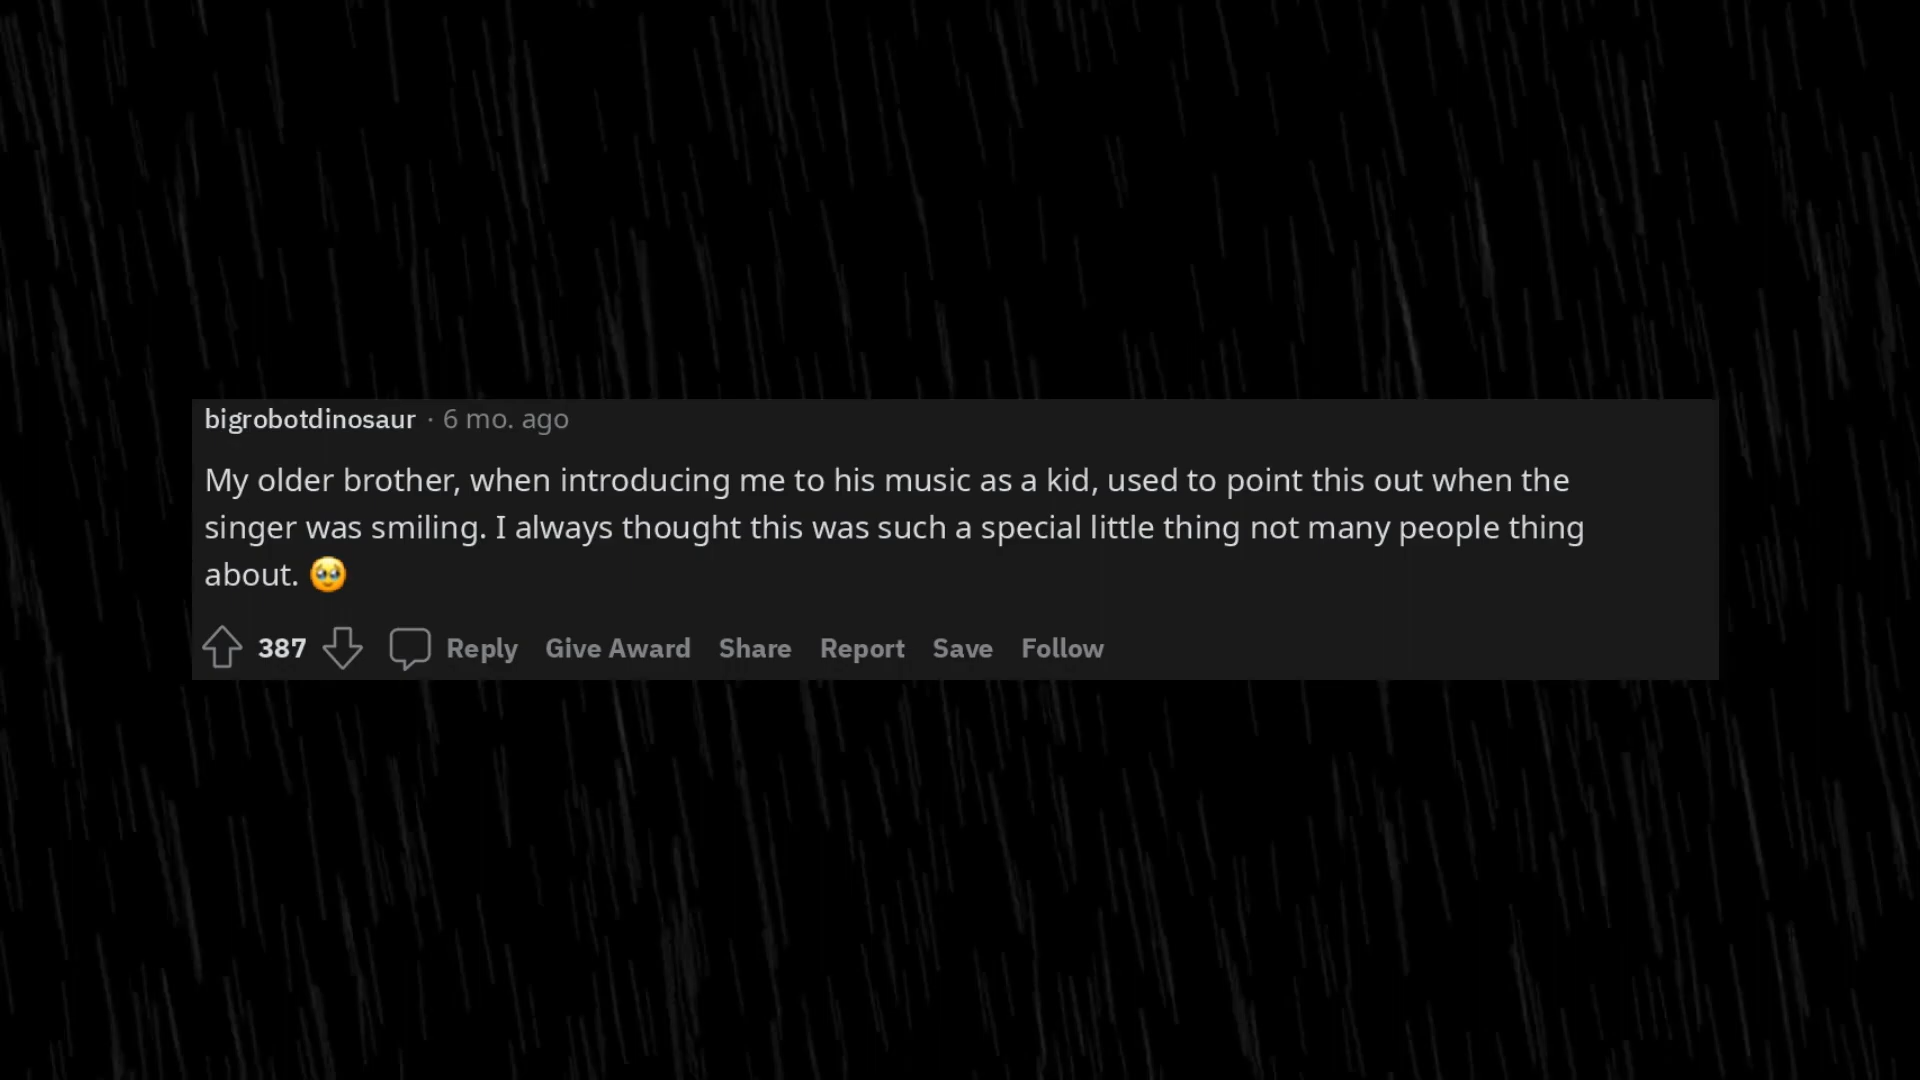 bigrobotdinosaur · 6 mo. ago
My older brother, when introducing me to his music as a kid, used to point this out when the
singer was smiling. I always thought this was such a special little thing not many people thing
about. 🥹
387 Reply Give Award Share Report Save Follow